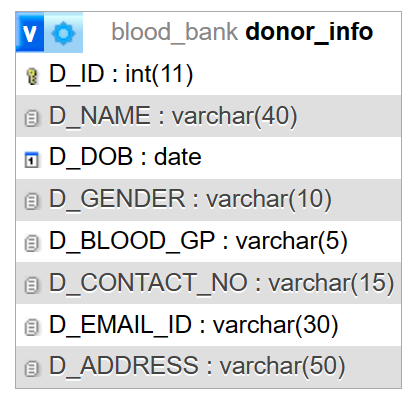 v blood_bank donor_info
D_ID : int(11)
D_NAME : varchar(40)
D_DOB : date
D_GENDER : varchar(10)
D_BLOOD_GP : varchar(5)
D_CONTACT_NO : varchar(15)
D_EMAIL_ID : varchar(30)
D_ADDRESS : varchar(50)